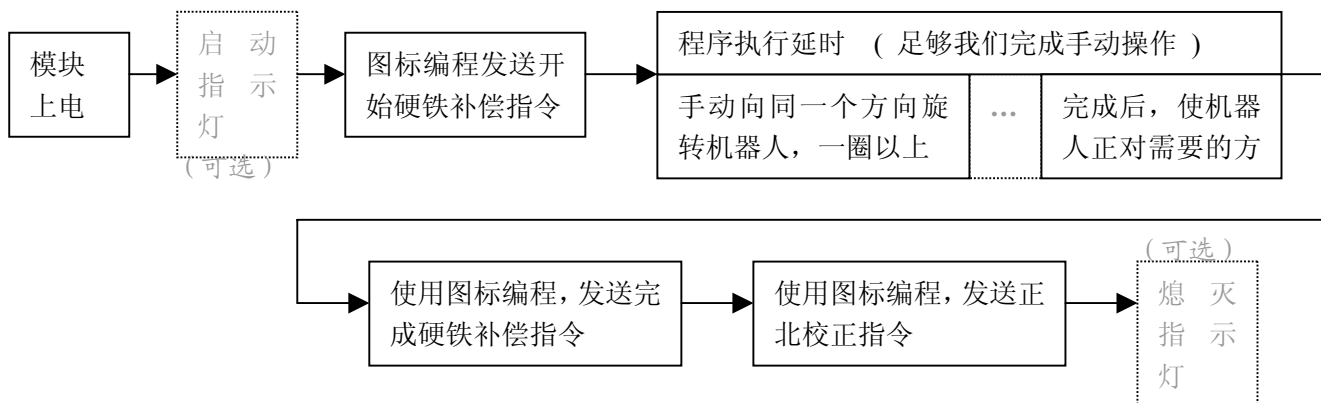 模块
上电
启动
指示
灯
(可选)
图标编程发送开
始硬铁补偿指令
程序执行延时 (足够我们完成手动操作)
手动向同一个方向旋
转机器人，一圈以上
...
完成后，使机器
人正对需要的方
使用图标编程，发送完
成硬铁补偿指令
使用图标编程，发送正
北校正指令
(可选)
熄灭
指示
灯